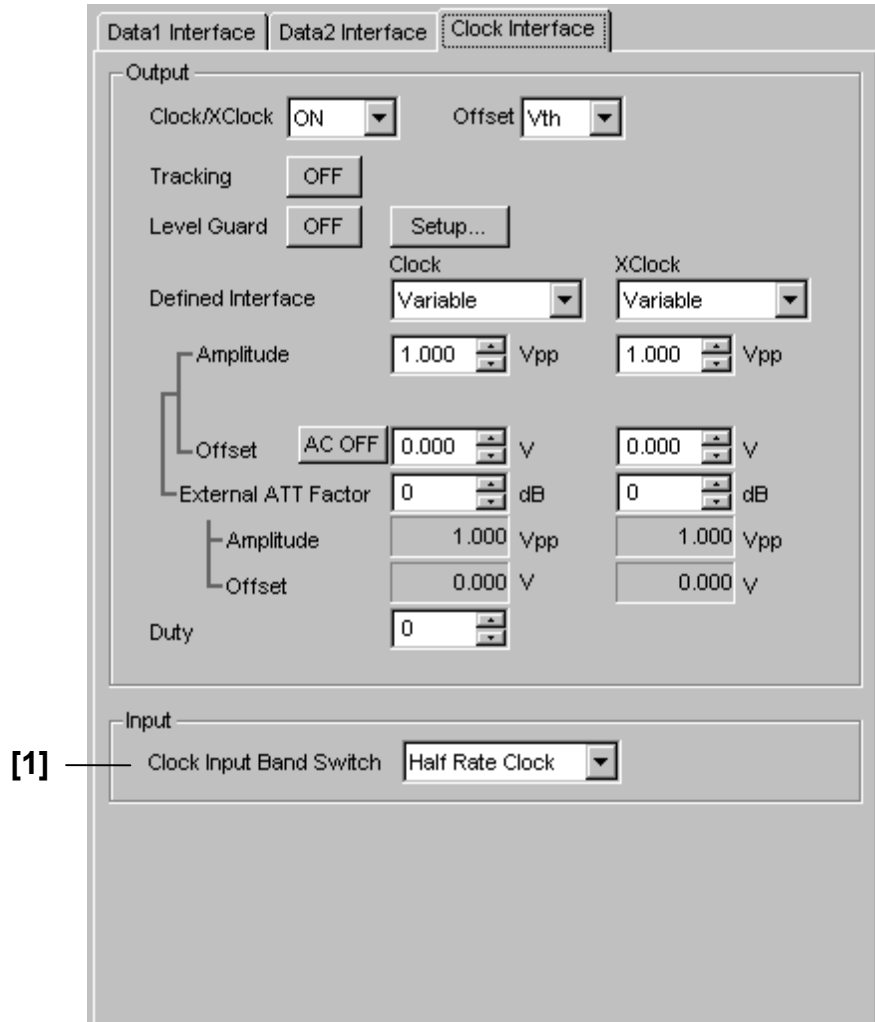 Data1 Interface Data2 Interface Clock Interface
Output
Clock/XClock ON Offset Vth
Tracking OFF
Level Guard OFF Setup...
Clock XClock
Defined Interface Variable Variable
Amplitude 1.000 Vpp 1.000 Vpp
Offset AC OFF 0.000 V 0.000 V
External ATT Factor 0 dB 0 dB
Amplitude 1.000 Vpp 1.000 Vpp
Offset 0.000 V 0.000 V
Duty 0
Input
[1] Clock Input Band Switch Half Rate Clock